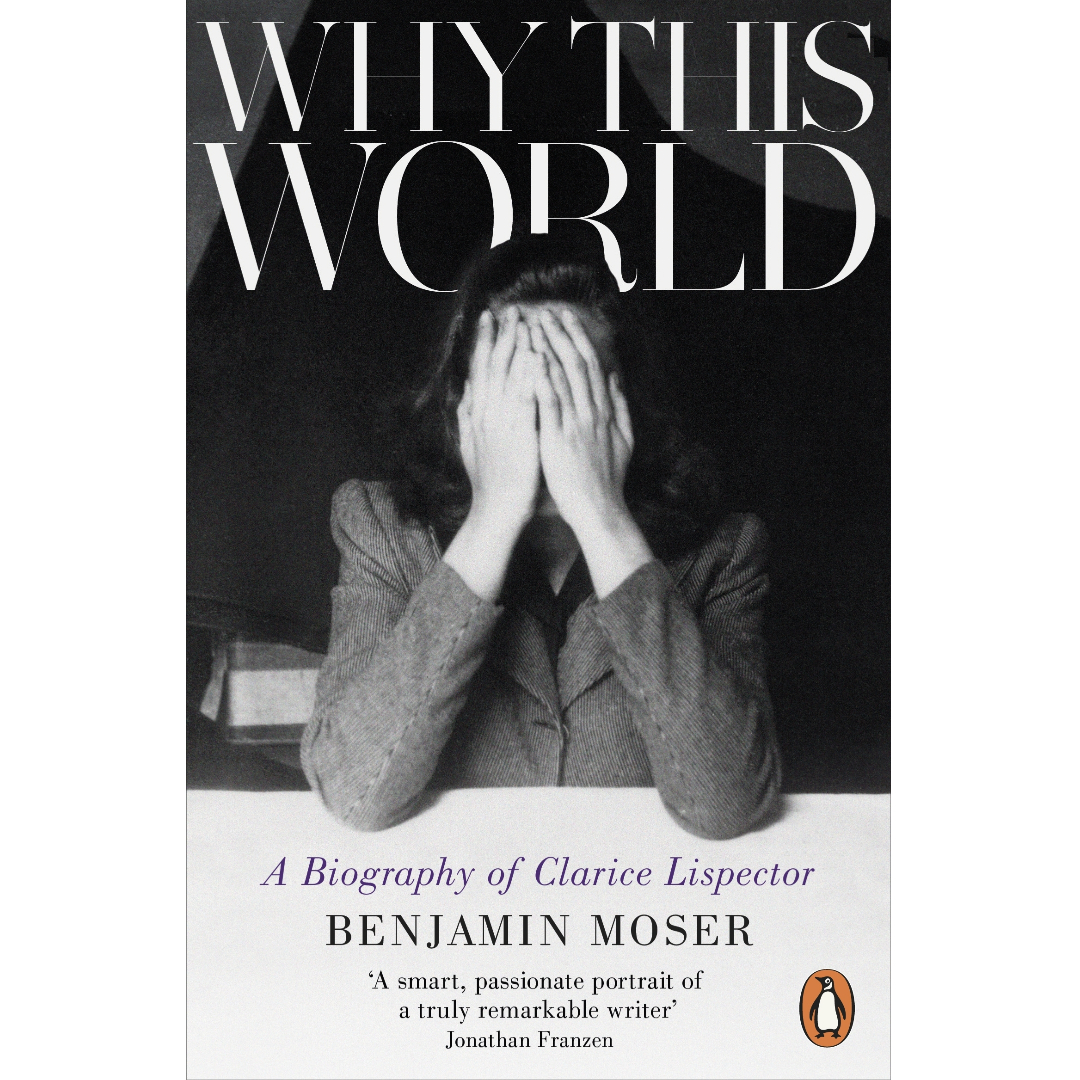 WHY THIS
WORLD
A Biography of Clarice Lispector
BENJAMIN MOSER
‘A smart, passionate portrait of
a truly remarkable writer’
Jonathan Franzen